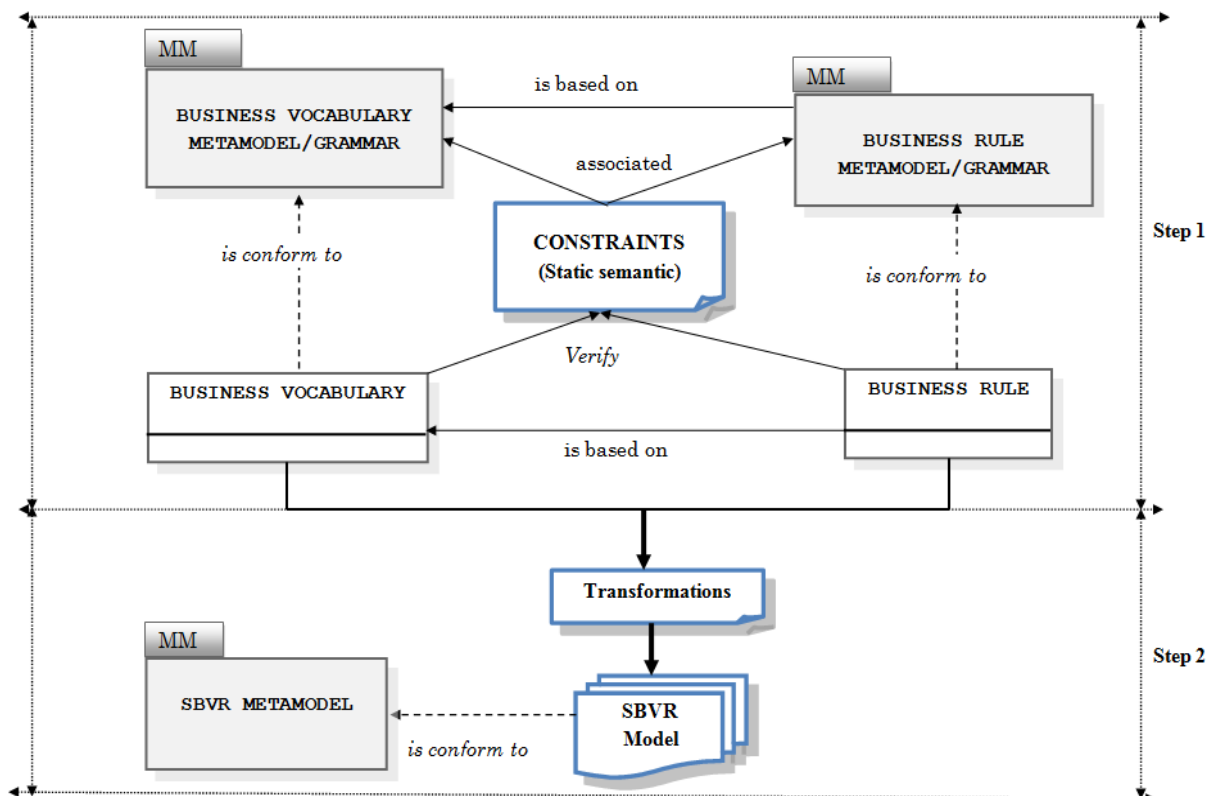 MM
BUSINESS VOCABULARY
METAMODEL/GRAMMAR
is based on
MM
BUSINESS RULE
METAMODEL/GRAMMAR
associated
CONSTRAINTS
(Static semantic)
Step 1
is conform to
is conform to
Verify
BUSINESS VOCABULARY
BUSINESS RULE
is based on
Transformations
MM
SBVR METAMODEL
SBVR
Model
is conform to
Step 2